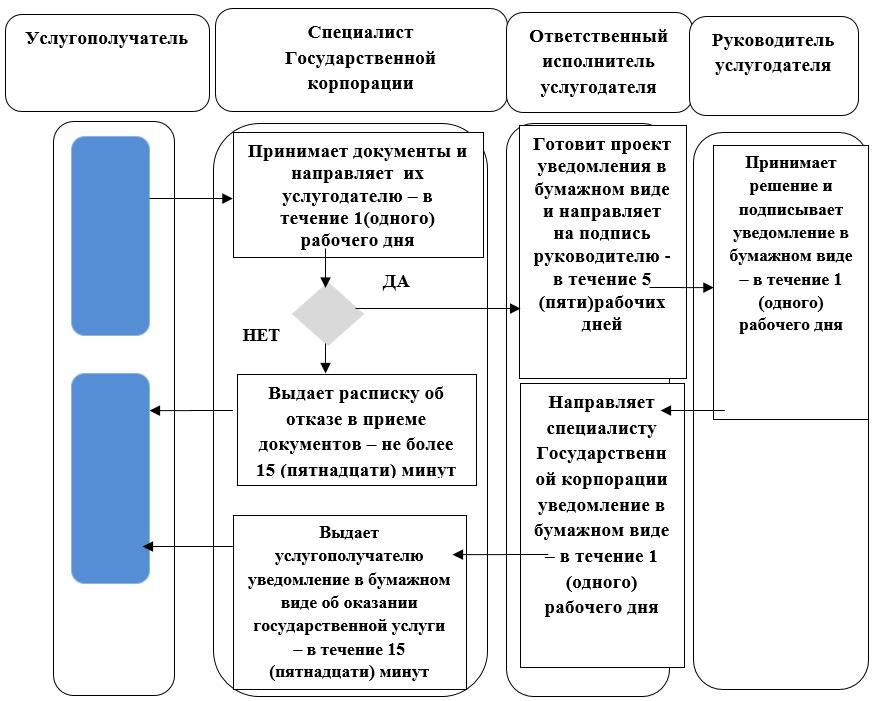 Услугополучатель
Специалист
Государственной
корпорации
Ответственный
исполнитель
услугодателя
Руководитель
услугодателя
Принимает документы и
направляет их
услугодателю – в
течение 1(одного)
рабочего дня
ДА
НЕТ
Выдает расписку об
отказе в приеме
документов – не более
15 (пятнадцати) минут
Выдает
услугополучателю
уведомление в бумажном
виде об оказании
государственной услуги
– в течение 15
(пятнадцати) минут
Готовит проект
уведомления в
бумажном виде
и направляет
на подпись
руководителю -
в течение 5
(пяти)рабочих
дней
Направляет
специалисту
Государственн
ой корпорации
уведомление в
бумажном виде
– в течение 1
(одного)
рабочего дня
Принимает
решение и
подписывает
уведомление в
бумажном виде
– в течение 1
(одного)
рабочего дня